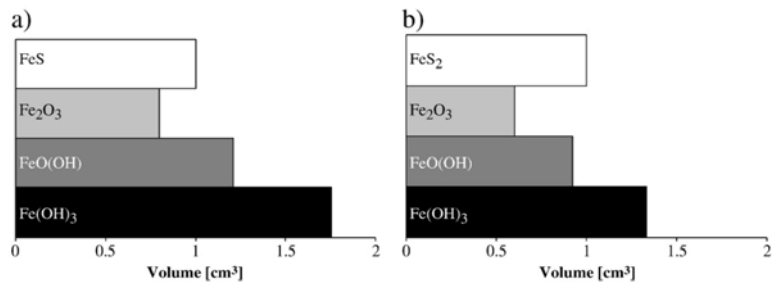 a)
FeS
Fe₂O₃
FeO(OH)
Fe(OH)₃
0 0.5 1 1.5 2
Volume [cm³]
b)
FeS₂
Fe₂O₃
FeO(OH)
Fe(OH)₃
0 0.5 1 1.5 2
Volume [cm³]